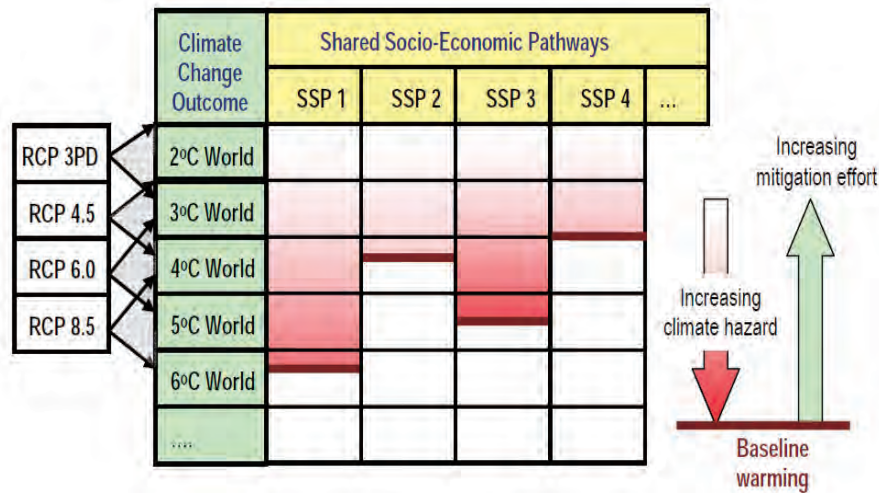 Climate
Change
Outcome
Shared Socio-Economic Pathways
SSP 1
SSP 2
SSP 3
SSP 4
...
RCP 3PD
RCP 4.5
RCP 6.0
RCP 8.5
2ºC World
3ºC World
4ºC World
5ºC World
6ºC World
....
Increasing
mitigation effort
Increasing
climate hazard
Baseline
warming